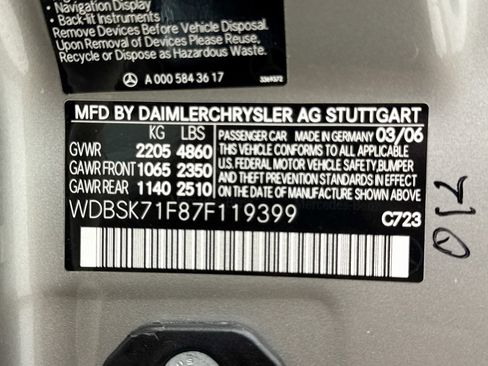 • Navigation Display
• Back-fit Instruments
Remove Devices Before Vehicle Disposal.
Upon Removal of Devices Please Reuse,
Recycle or Dispose as Hazardous Waste.
A 000 584 36 17
MFD BY DAIMLERCHRYSLER AG STUTTGART
KG LBS PASSENGER CAR MADE IN GERMANY 03/06
GVWR 2205 4860 THIS VEHICLE CONFORMS TO ALL APPLICABLE
GAWR FRONT 1065 2350 U.S. FEDERAL MOTOR VEHICLE SAFETY, BUMPER
GAWR REAR 1140 2510 AND THEFT PREVENTION STANDARDS IN
EFFECT ON THE DATE OF MANUFACTURE SHOWN ABOVE
WDBSK71F87F119399 C723